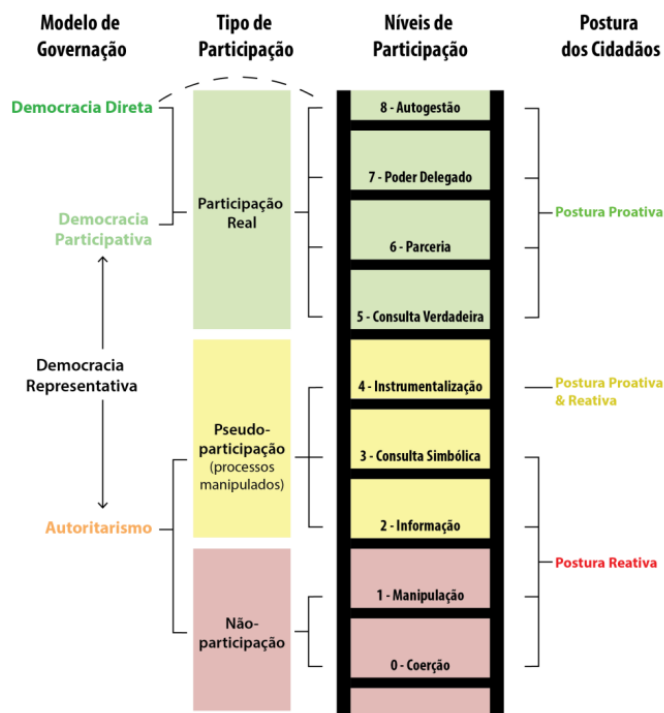 Modelo de
Governação
Tipo de
Participação
Níveis de
Participação
Postura
dos Cidadãos
Democracia Direta
Democracia
Participativa
Democracia
Representativa
Autoritarismo
Participação
Real
Pseudo-
participação
(processos
manipulados)
Não-
participação
8 - Autogestão
7 - Poder Delegado
6 - Parceria
5 - Consulta Verdadeira
4 - Instrumentalização
3 - Consulta Simbólica
2 - Informação
1 - Manipulação
0 - Coerção
Postura Proativa
Postura Proativa
& Reativa
Postura Reativa